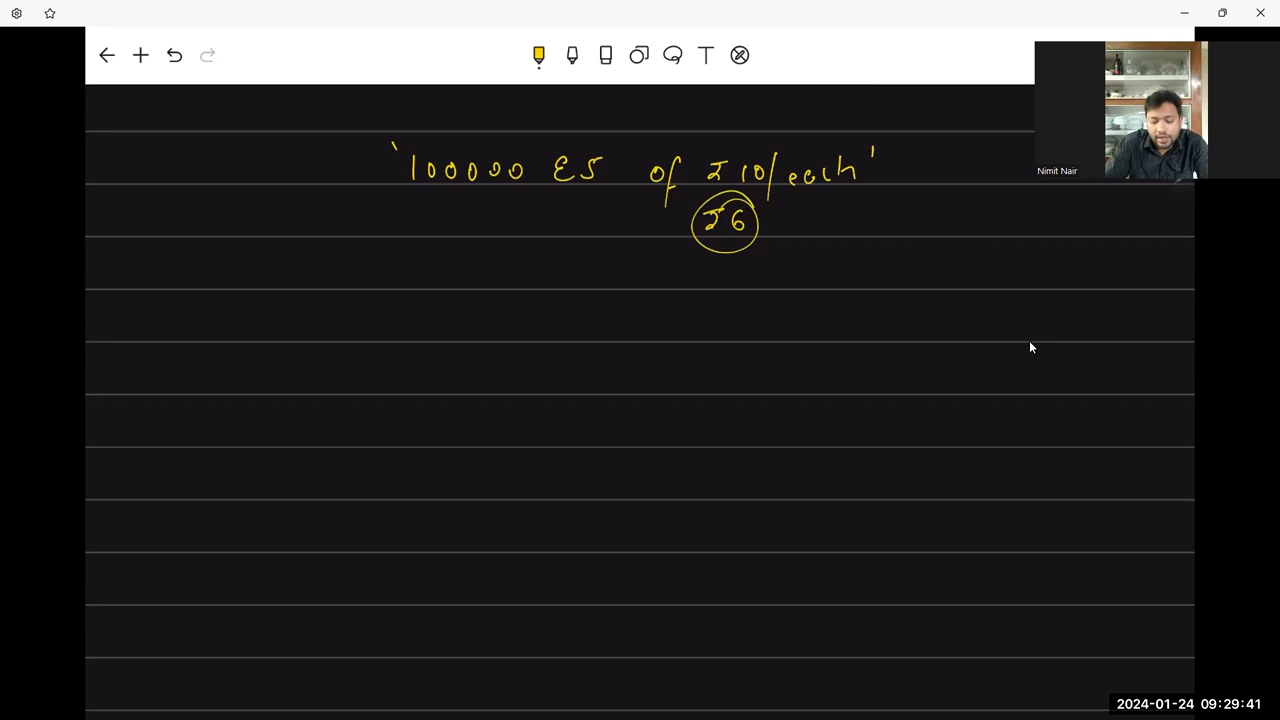 '100000 ES of ₹10/each'
₹6
Nimit Nair
2024-01-24 09:29:41